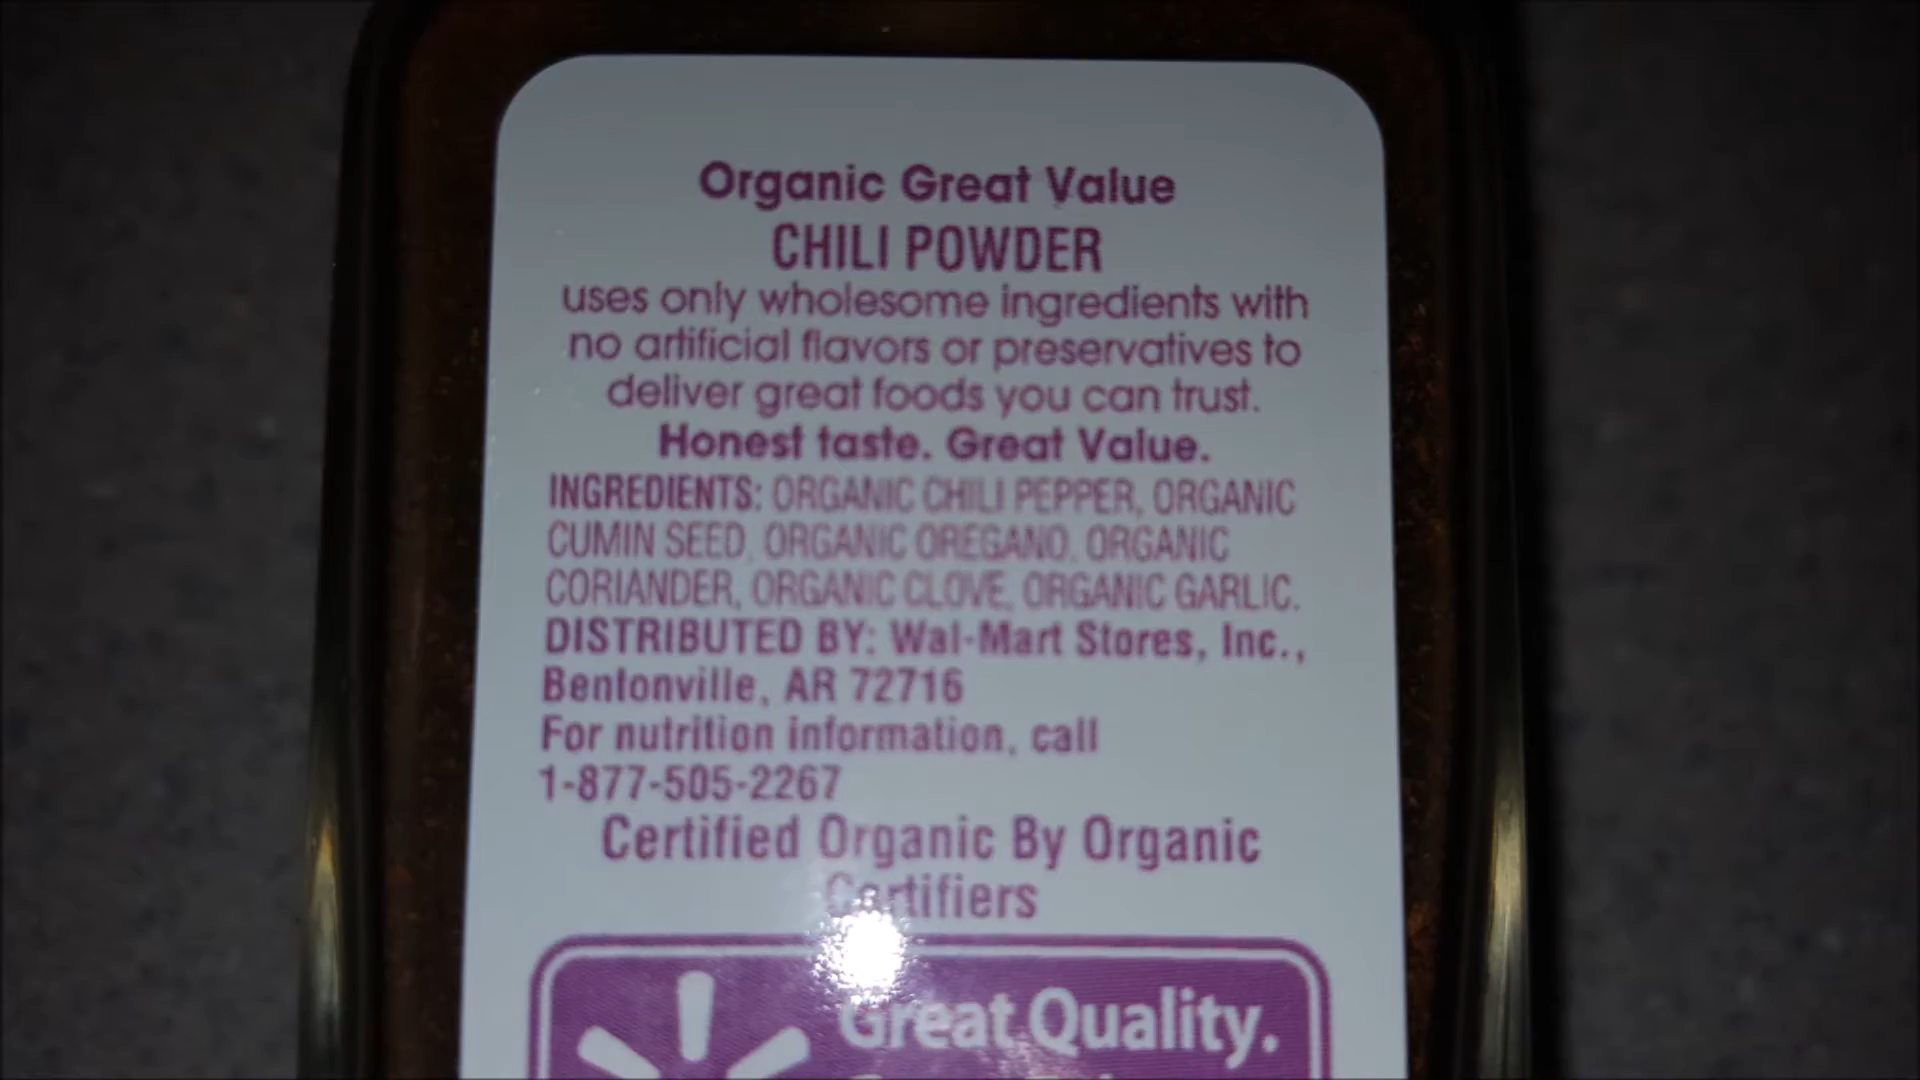 Organic Great Value
CHILI POWDER
uses only wholesome ingredients with
no artificial flavors or preservatives to
deliver great foods you can trust.
Honest taste. Great Value.
INGREDIENTS: ORGANIC CHILI PEPPER, ORGANIC
CUMIN SEED, ORGANIC OREGANO, ORGANIC
CORIANDER, ORGANIC CLOVE, ORGANIC GARLIC.
DISTRIBUTED BY: Wal-Mart Stores, Inc.,
Bentonville, AR 72716
For nutrition information, call
1-877-505-2267
Certified Organic By Organic
Certifiers
Great Quality.